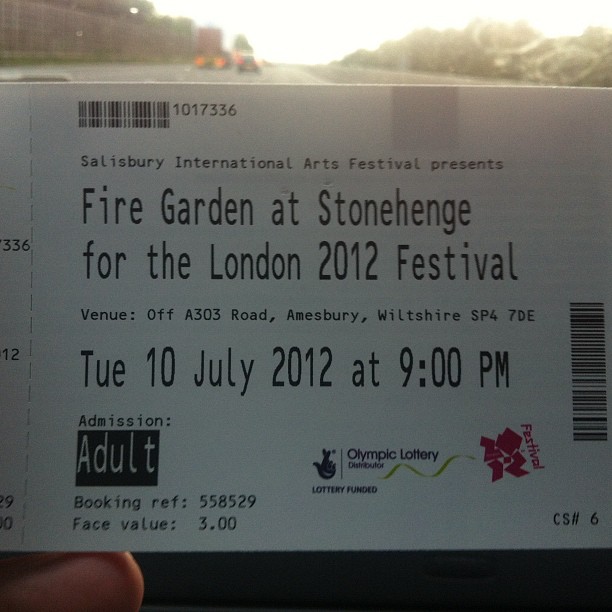 1017336
Salisbury International Arts Festival presents
Fire Garden at Stonehenge
for the London 2012 Festival
Venue: Off A303 Road, Amesbury, Wiltshire SP4 7DE
Tue 10 July 2012 at 9:00 PM
Admission:
Adult
Booking ref: 558529
Face value: 3.00
Olympic Lottery
Distributor
LOTTERY FUNDED
Festival
CS# 6
336
12
29
00